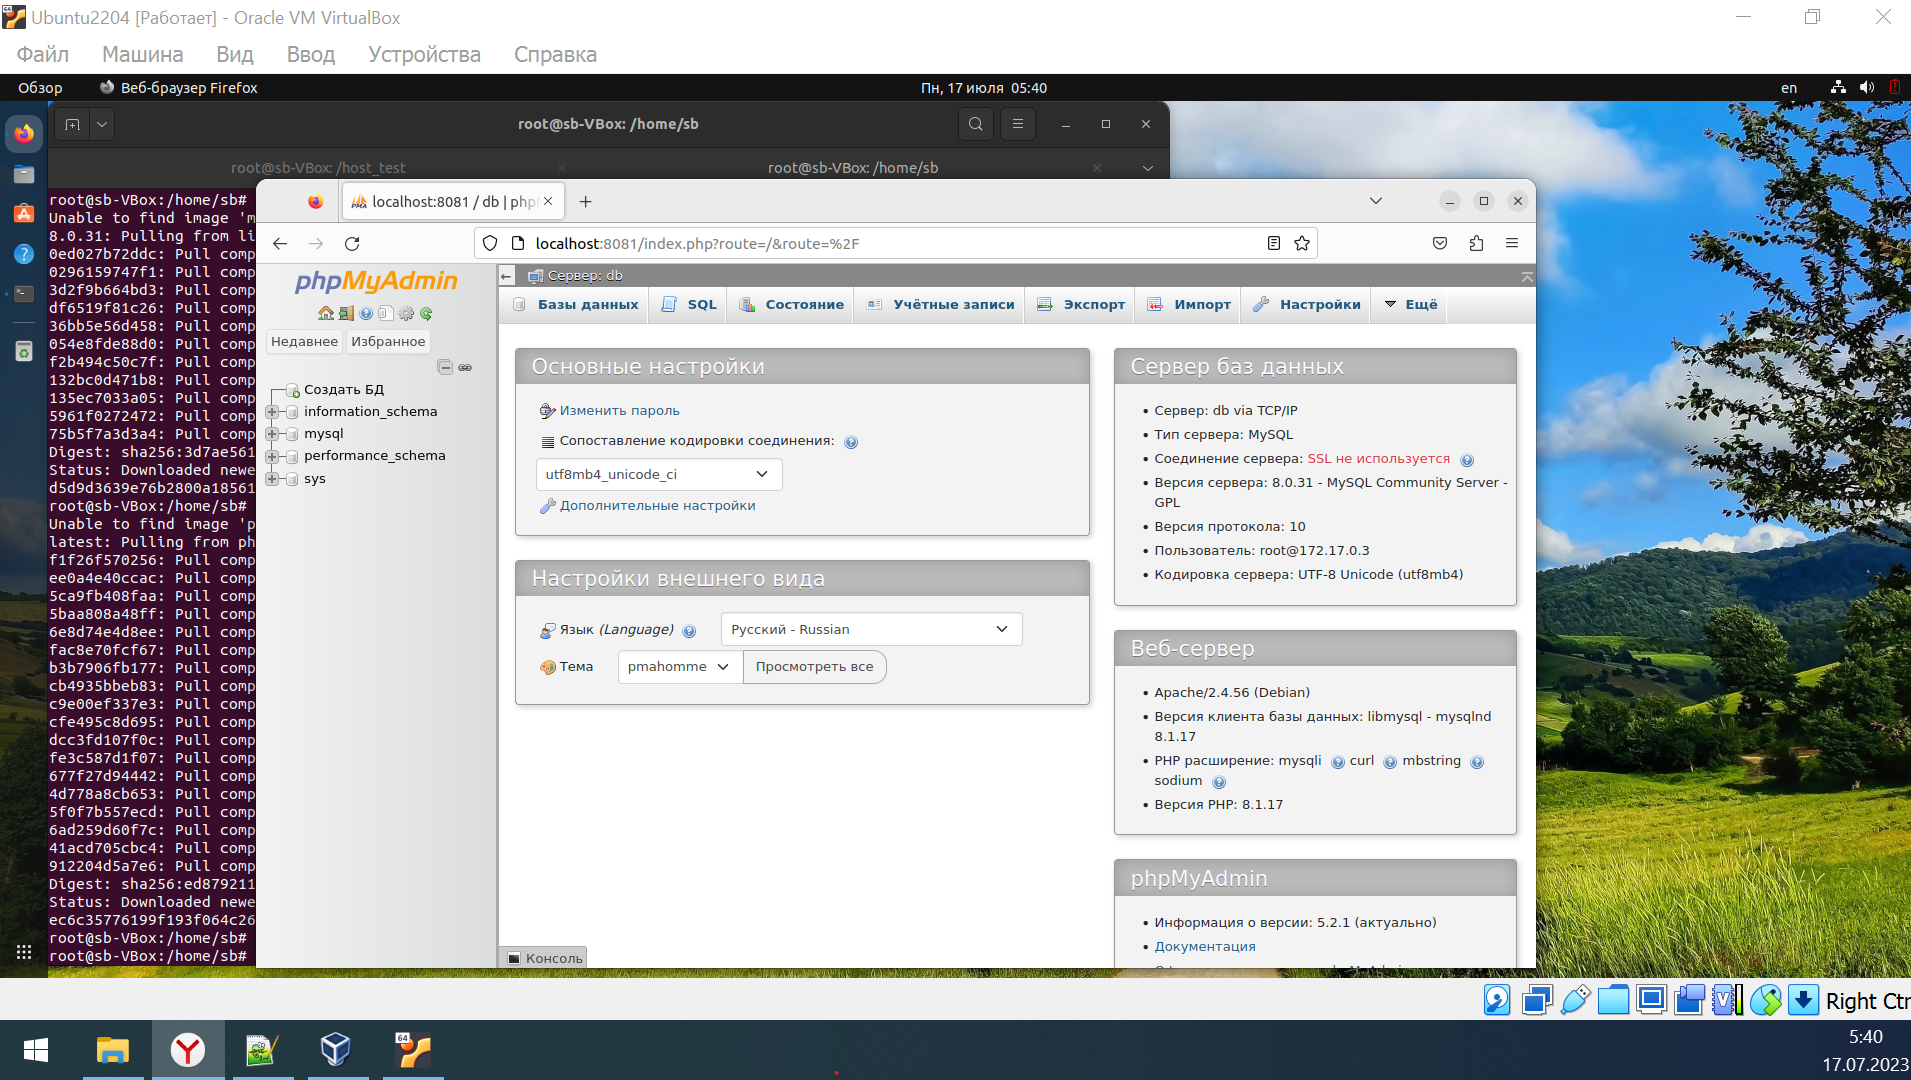 Ubuntu2204 [Работает] - Oracle VM VirtualBox
Файл Машина Вид Ввод Устройства Справка
Обзор Веб-браузер Firefox Пн, 17 июля 05:40 en
root@sb-VBox: /home/sb
root@sb-VBox: /host_test root@sb-VBox: /home/sb
root@sb-VBox:/home/sb#
Unable to find image 'm
8.0.31: Pulling from li
0ed027b72ddc: Pull comp
0296159747f1: Pull comp
3d2f9b664bd3: Pull comp
df6519f81c26: Pull comp
36bb5e56d458: Pull comp
054e8fde88d0: Pull comp
f2b494c50c7f: Pull comp
132bc0d471b8: Pull comp
135ec7033a05: Pull comp
5961f0272472: Pull comp
75b5f7a3d3a4: Pull comp
Digest: sha256:3d7ae561
Status: Downloaded newe
d5d9d3639e76b2800a18561
root@sb-VBox:/home/sb#
Unable to find image 'p
latest: Pulling from ph
f1f26f570256: Pull comp
ee0a4e40ccac: Pull comp
5ca9fb408faa: Pull comp
5baa808a48ff: Pull comp
6e8d74e4d8ee: Pull comp
fac8e70fcf67: Pull comp
b3b7906fb177: Pull comp
cb4935bbeb83: Pull comp
c9e00ef337e3: Pull comp
cfe495c8d695: Pull comp
dcc3fd107f0c: Pull comp
fe3c587d1f07: Pull comp
677f27d94442: Pull comp
4d778a8cb653: Pull comp
5f0f7b557ecd: Pull comp
6ad259d60f7c: Pull comp
41acd705cbc4: Pull comp
912204d5a7e6: Pull comp
Digest: sha256:ed879211
Status: Downloaded newe
ec6c35776199f193f064c26
root@sb-VBox:/home/sb#
root@sb-VBox:/home/sb#
localhost:8081 / db | php
localhost:8081/index.php?route=/&route=%2F
phpMyAdmin
Недавнее Избранное
Создать БД
information_schema
mysql
performance_schema
sys
Сервер: db
Базы данных SQL Состояние Учётные записи Экспорт Импорт Настройки Ещё
Основные настройки
Изменить пароль
Сопоставление кодировки соединения:
utf8mb4_unicode_ci
Дополнительные настройки
Настройки внешнего вида
Язык (Language) Русский - Russian
Тема pmahomme Просмотреть все
Консоль
Сервер баз данных
Сервер: db via TCP/IP
Тип сервера: MySQL
Соединение сервера: SSL не используется
Версия сервера: 8.0.31 - MySQL Community Server -
GPL
Версия протокола: 10
Пользователь: root@172.17.0.3
Кодировка сервера: UTF-8 Unicode (utf8mb4)
Веб-сервер
Apache/2.4.56 (Debian)
Версия клиента базы данных: libmysql - mysqlnd
8.1.17
PHP расширение: mysqli curl mbstring
sodium
Версия PHP: 8.1.17
phpMyAdmin
Информация о версии: 5.2.1 (актуально)
Документация
Right Ctr
64
5:40
17.07.2023